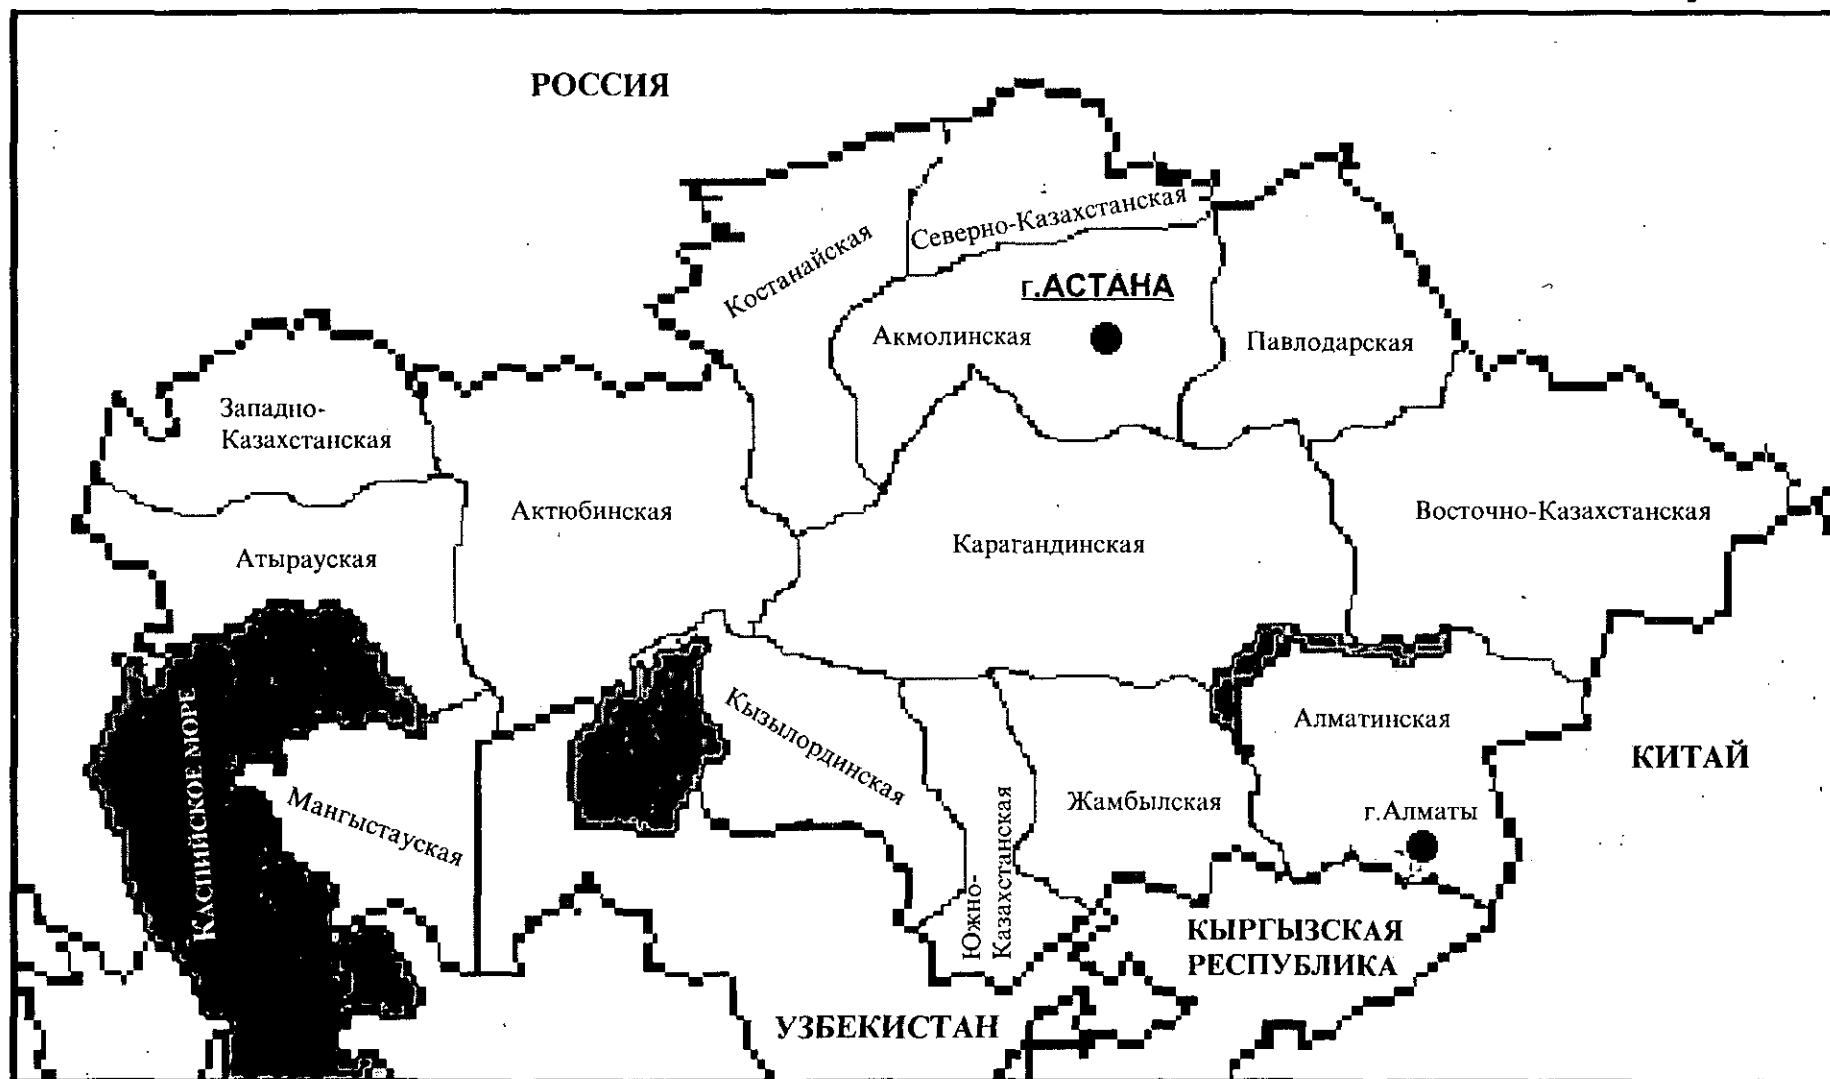 РОССИЯ
Северно-Казахстанская
Костанайская
г.АСТАНА
Акмолинская
Павлодарская
Западно-
Казахстанская
Актюбинская
Восточно-Казахстанская
Карагандинская
Атырауская
КАСПИЙСКОЕ МОРЕ
Кызылординская
Алматинская
КИТАЙ
Мангыстауская
Жамбылская
г.Алматы
Южно-
Казахстанская
КЫРГЫЗСКАЯ
РЕСПУБЛИКА
УЗБЕКИСТАН